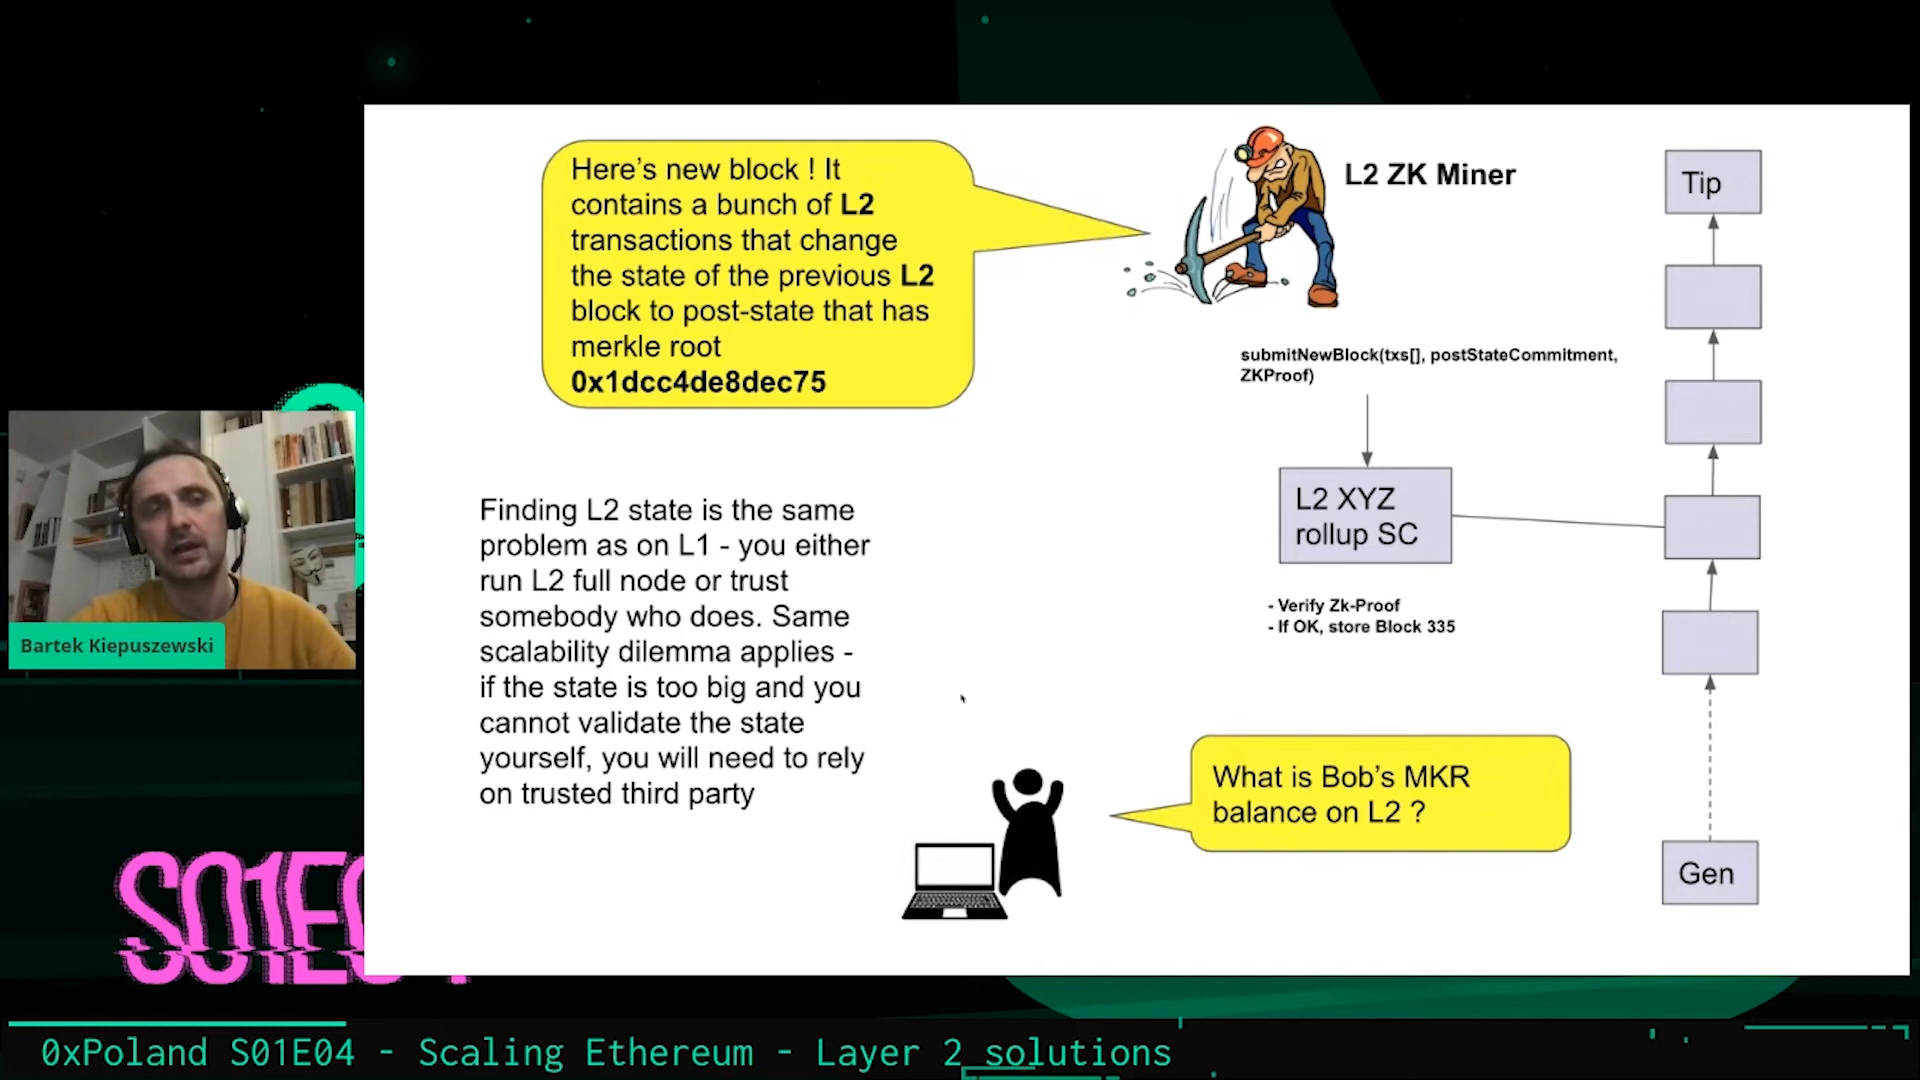 Here's new block ! It
contains a bunch of L2
transactions that change
the state of the previous L2
block to post-state that has
merkle root
0x1dcc4de8dec75
L2 ZK Miner
Tip
submitNewBlock(txs[], postStateCommitment,
ZKProof)
L2 XYZ
rollup SC
- Verify Zk-Proof
- If OK, store Block 335
Finding L2 state is the same
problem as on L1 - you either
run L2 full node or trust
somebody who does. Same
scalability dilemma applies -
if the state is too big and you
cannot validate the state
yourself, you will need to rely
on trusted third party
What is Bob's MKR
balance on L2 ?
Gen
Bartek Kiepuszewski
0xPoland S01E04 - Scaling Ethereum - Layer 2 solutions